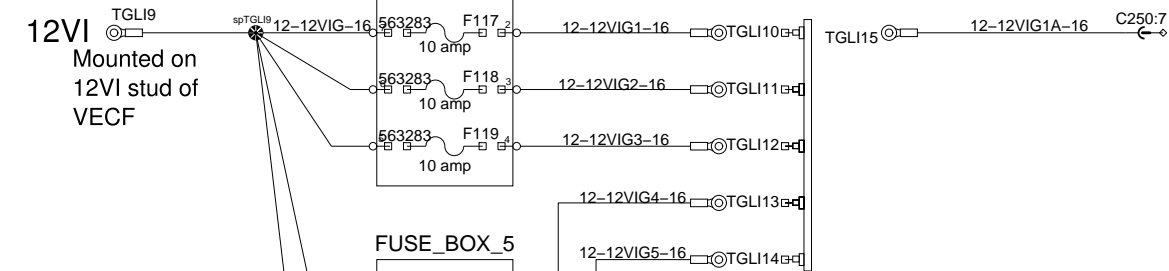 12VI TGLI9 spTGLI9 12–12VIG–16 563283 F117 2 12–12VIG1–16 TGLI10 TGLI15 12–12VIG1A–16 C250:7
10 amp
Mounted on
12VI stud of
VECF
563283 F118 3 12–12VIG2–16 TGLI11
10 amp
563283 F119 4 12–12VIG3–16 TGLI12
10 amp
12–12VIG4–16 TGLI13
FUSE_BOX_5 12–12VIG5–16 TGLI14